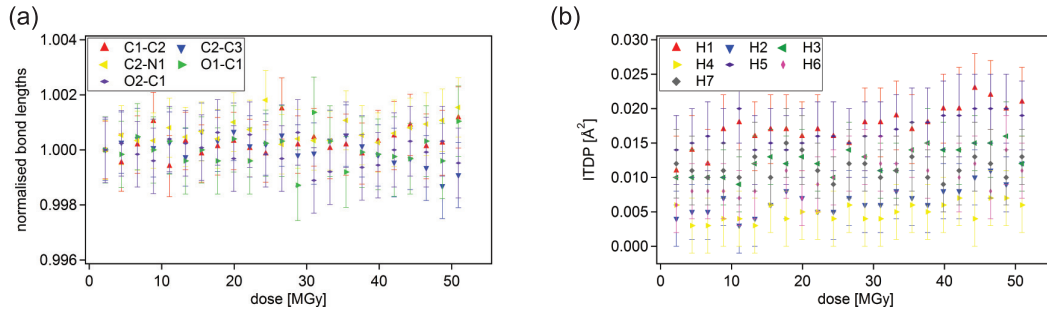 (a)
1.004
1.002
1.000
0.998
0.996
normalised bond lengths
C1-C2 C2-C3
C2-N1 O1-C1
O2-C1
0 10 20 30 40 50
dose [MGy]
(b)
0.030
0.025
0.020
0.015
0.010
0.005
0.000
ITDP [Å²]
H1 H2 H3
H4 H5 H6
H7
0 10 20 30 40 50
dose [MGy]